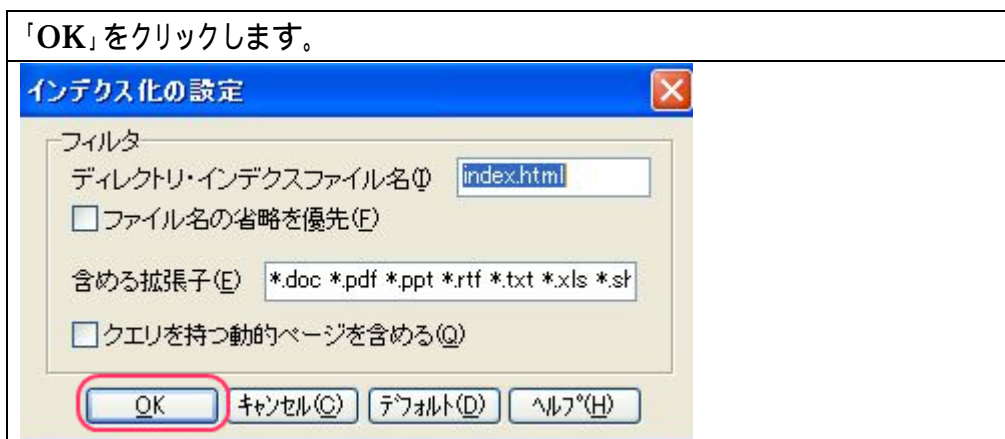 「OK」をクリックします。
インデクス化の設定
フィルタ
ディレクトリ・インデクスファイル名(I) index.html
ファイル名の省略を優先(F)
含める拡張子(E) *.doc *.pdf *.ppt *.rtf *.txt *.xls *.sh
クエリを持つ動的ページを含める(Q)
OK キャンセル(C) デフォルト(D) ヘルプ(H)